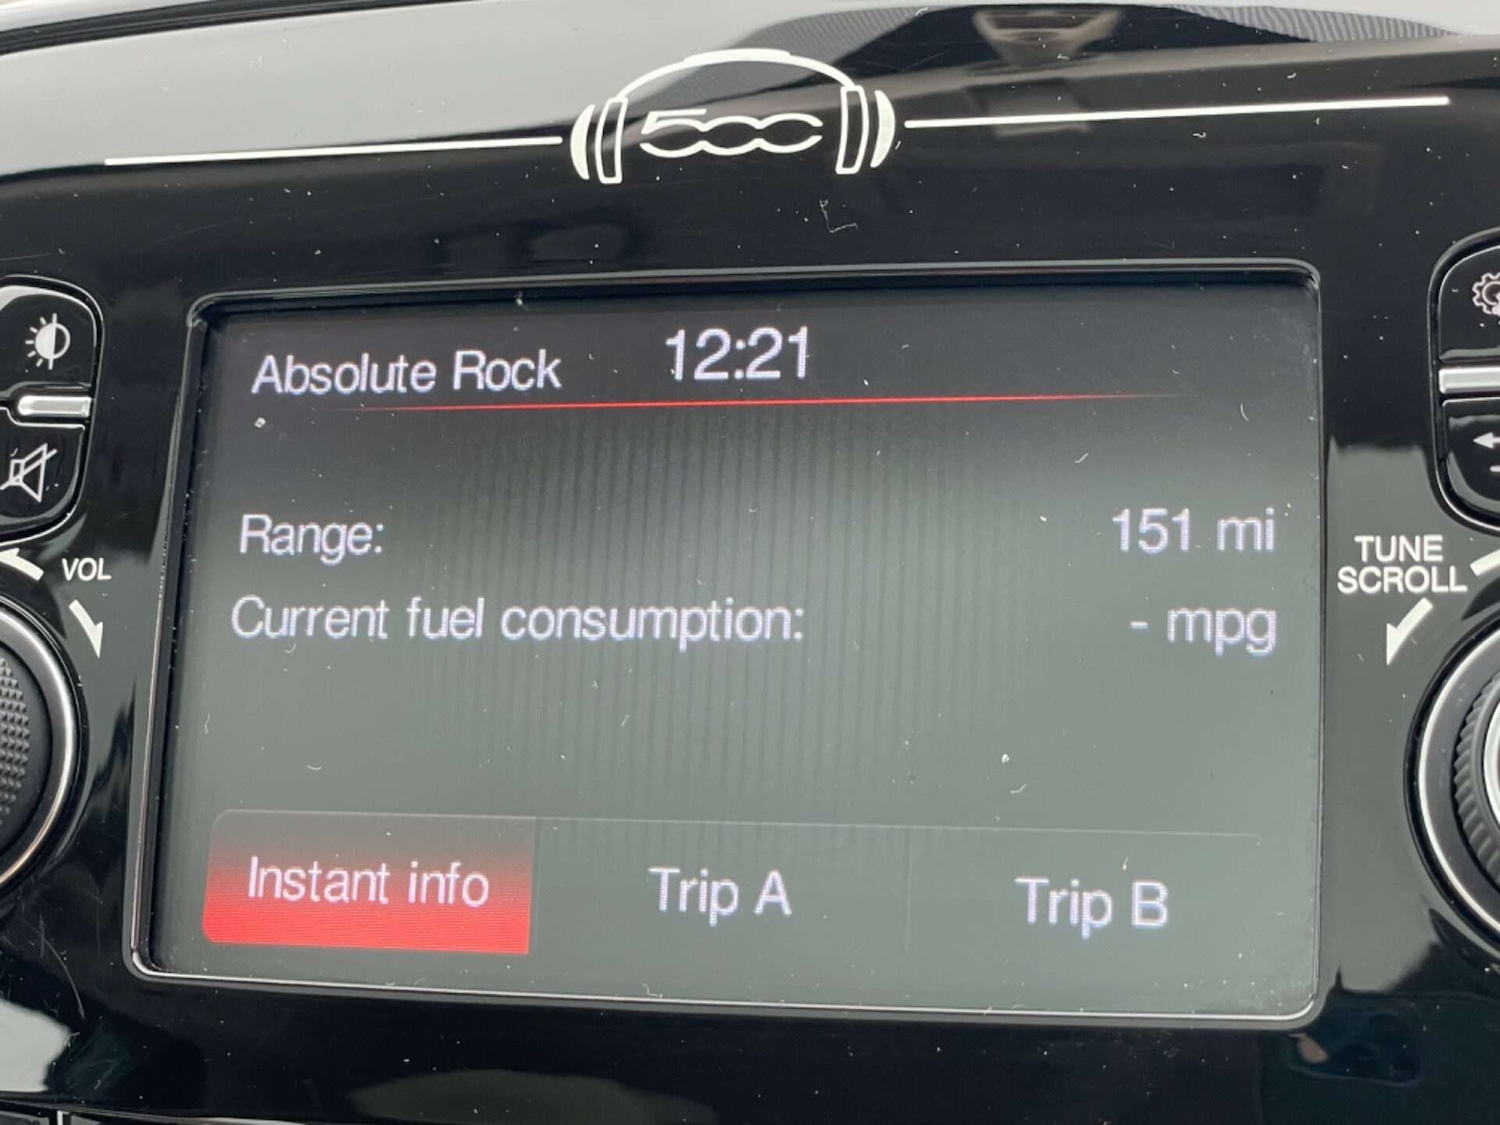 500
Absolute Rock 12:21
Range: 151 mi
Current fuel consumption: - mpg
VOL
TUNE
SCROLL
Instant info Trip A Trip B